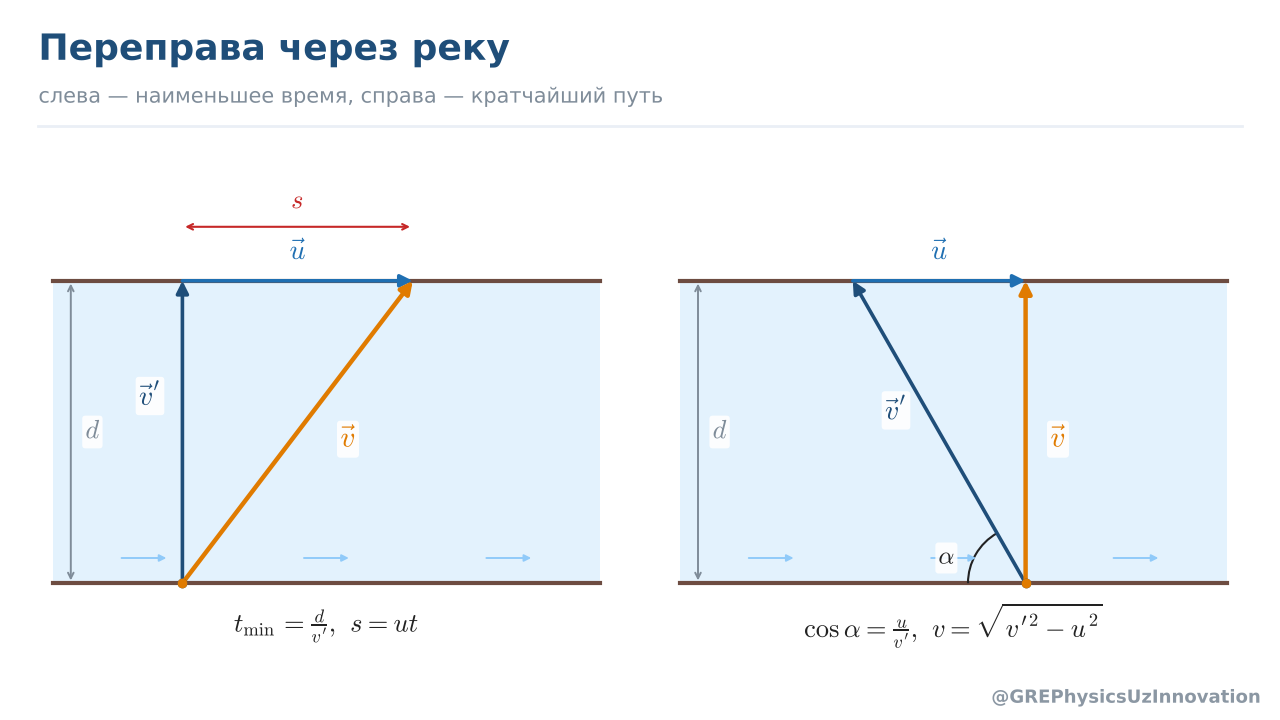 Переправа через реку
слева — наименьшее время, справа — кратчайший путь
s
u⃗
u⃗
v⃗′
d
v⃗
v⃗′
d
v⃗
α
t_min = d/v′, s = ut
cos α = u/v′, v = √(v′² − u²)
@GREPhysicsUzInnovation